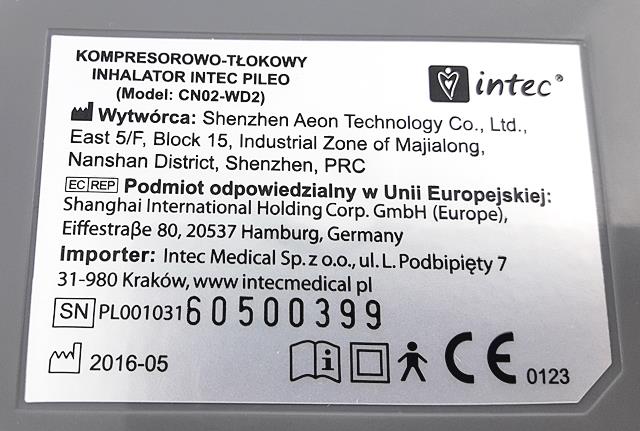 KOMPRESOROWO-TŁOKOWY
INHALATOR INTEC PILEO
(Model: CN02-WD2)
intec®
Wytwórca: Shenzhen Aeon Technology Co., Ltd.,
East 5/F, Block 15, Industrial Zone of Majialong,
Nanshan District, Shenzhen, PRC
EC REP Podmiot odpowiedzialny w Unii Europejskiej:
Shanghai International Holding Corp. GmbH (Europe),
Eiffestraße 80, 20537 Hamburg, Germany
Importer: Intec Medical Sp. z o.o., ul. L. Podbipięty 7
31-980 Kraków, www.intecmedical.pl
SN PL00103160500399
2016-05
CE 0123